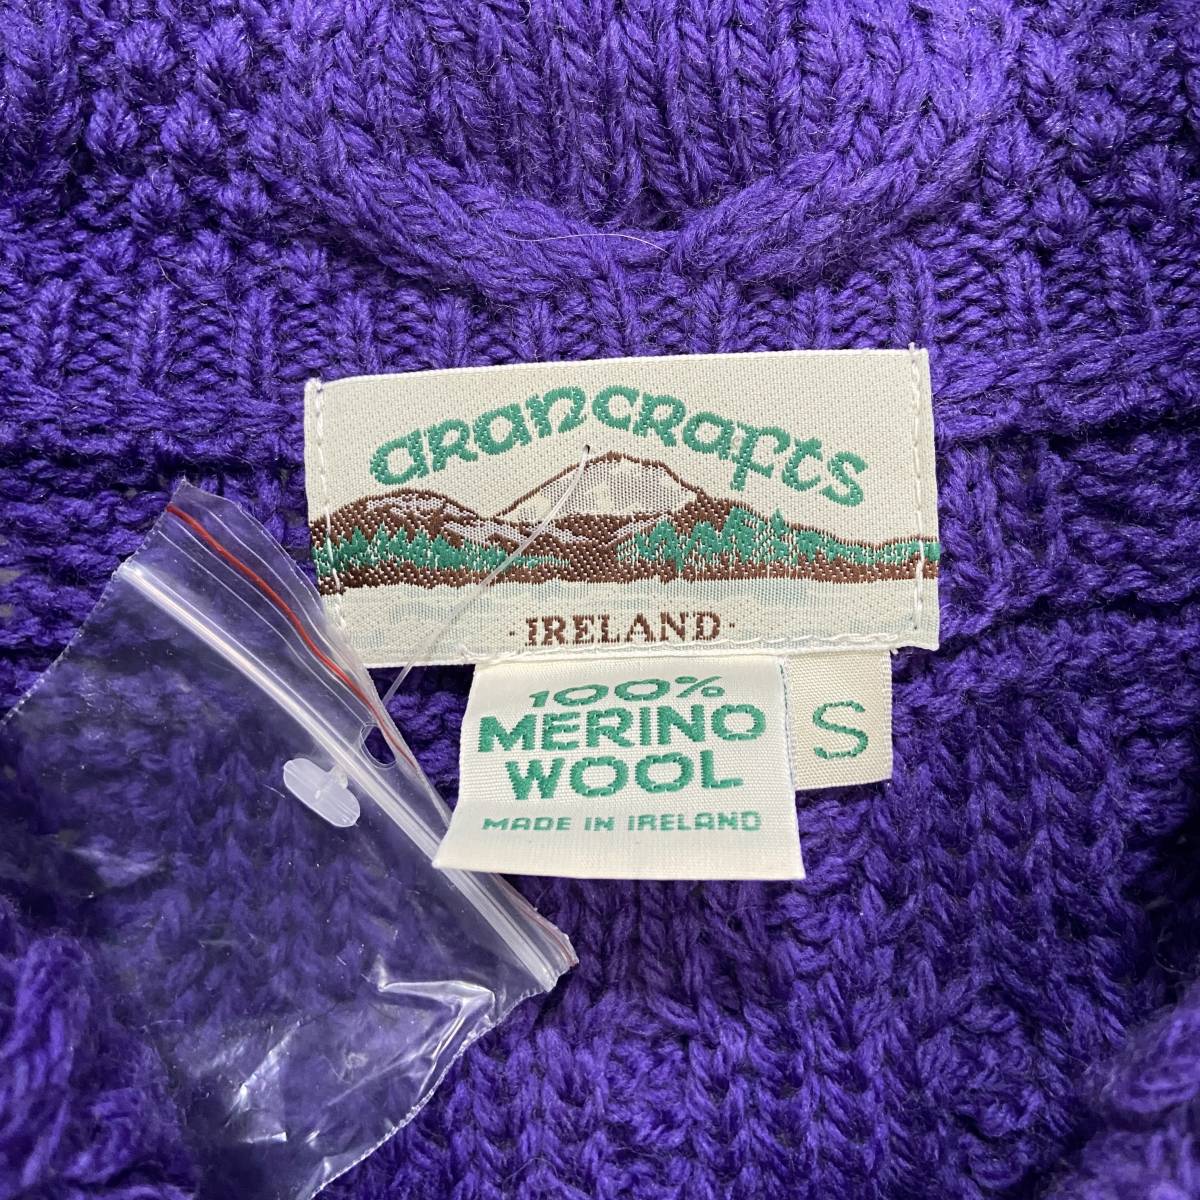 arancrafts
·IRELAND·
100%
MERINO
WOOL
MADE IN IRELAND
S